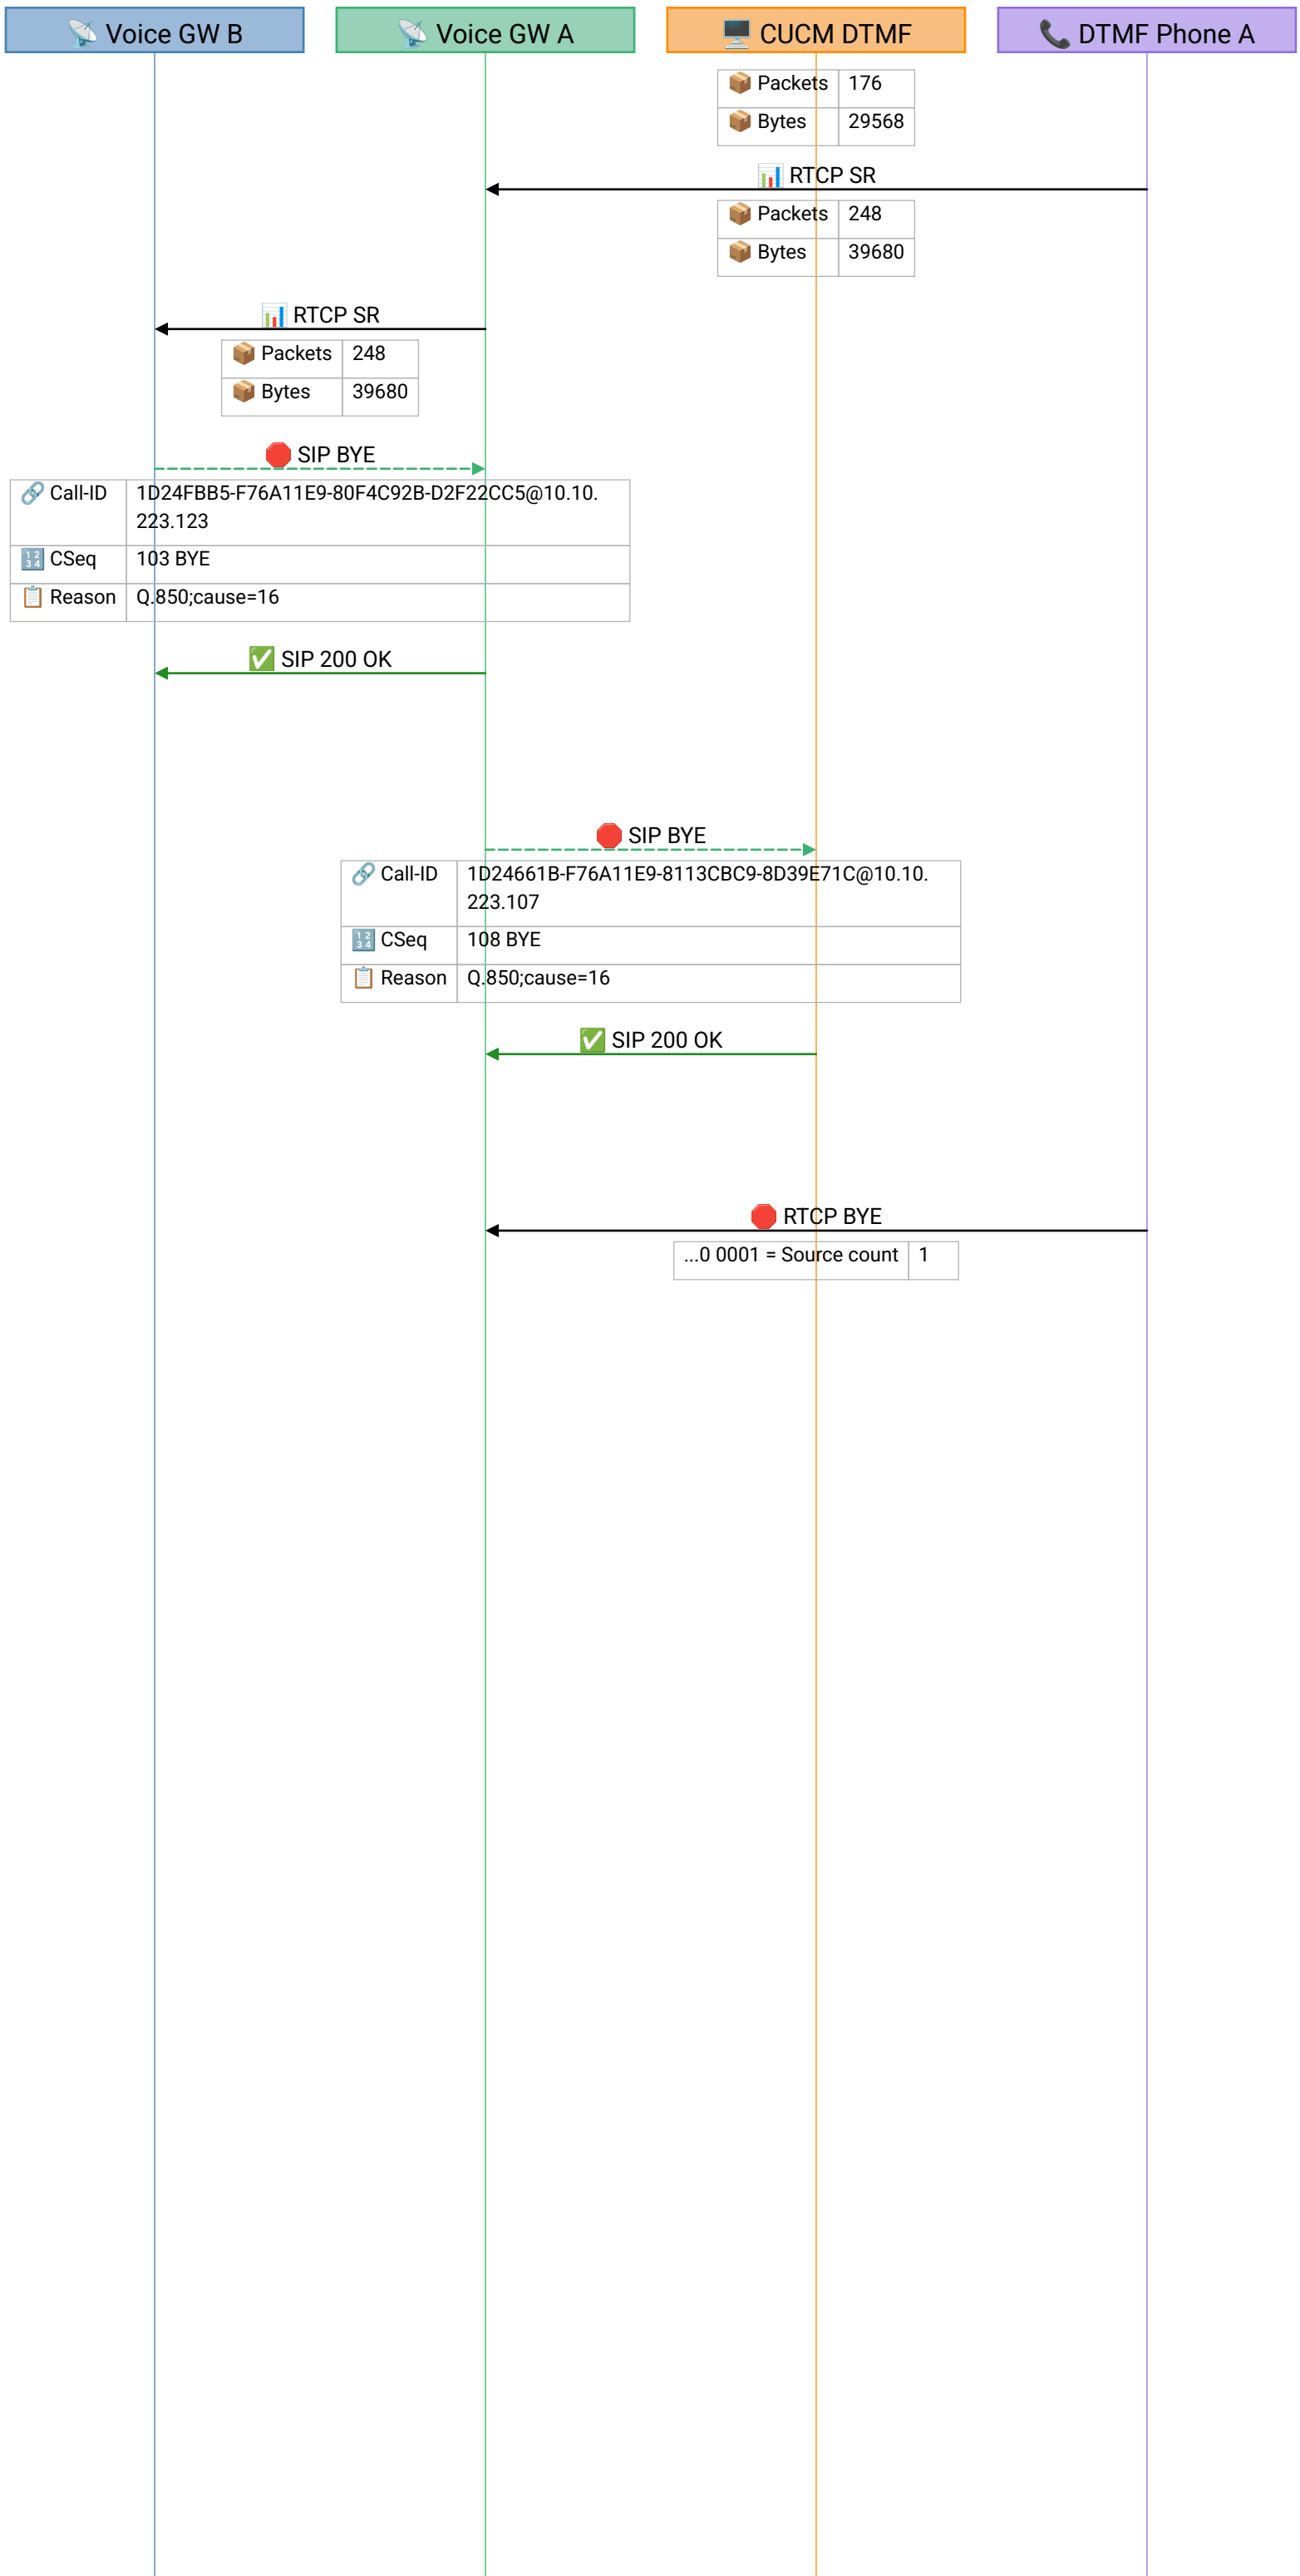 📡 Voice GW B
📡 Voice GW A
🖥️ CUCM DTMF
📞 DTMF Phone A
📦 Packets 176
📦 Bytes 29568
📊 RTCP SR
📦 Packets 248
📦 Bytes 39680
📊 RTCP SR
📦 Packets 248
📦 Bytes 39680
🛑 SIP BYE
🔗 Call-ID 1D24FBB5-F76A11E9-80F4C92B-D2F22CC5@10.10.
223.123
🔢 CSeq 103 BYE
📋 Reason Q.850;cause=16
✅ SIP 200 OK
🛑 SIP BYE
🔗 Call-ID 1D24661B-F76A11E9-8113CBC9-8D39E71C@10.10.
223.107
🔢 CSeq 108 BYE
📋 Reason Q.850;cause=16
✅ SIP 200 OK
🛑 RTCP BYE
...0 0001 = Source count 1